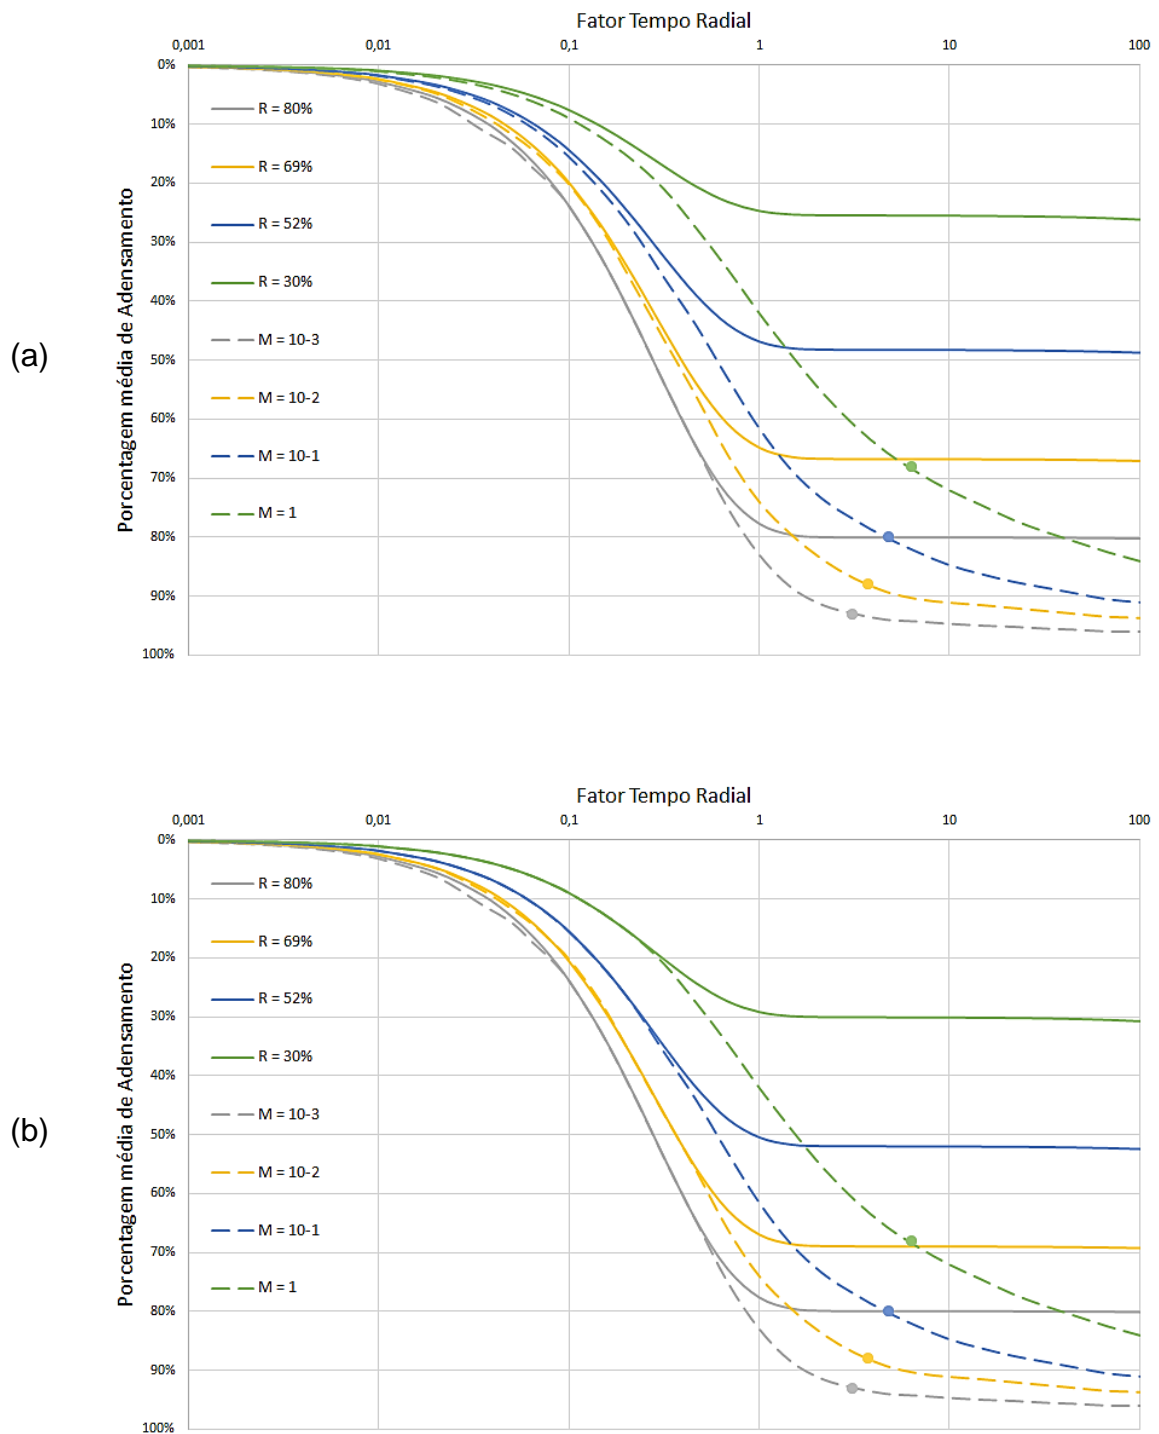 Fator Tempo Radial
0,001 0,01 0,1 1 10 100
0%
10%
20%
30%
40%
50%
60%
70%
80%
90%
100%
Porcentagem média de Adensamento
(a)
R = 80%
R = 69%
R = 52%
R = 30%
M = 10-3
M = 10-2
M = 10-1
M = 1
Fator Tempo Radial
0,001 0,01 0,1 1 10 100
0%
10%
20%
30%
40%
50%
60%
70%
80%
90%
100%
Porcentagem média de Adensamento
(b)
R = 80%
R = 69%
R = 52%
R = 30%
M = 10-3
M = 10-2
M = 10-1
M = 1